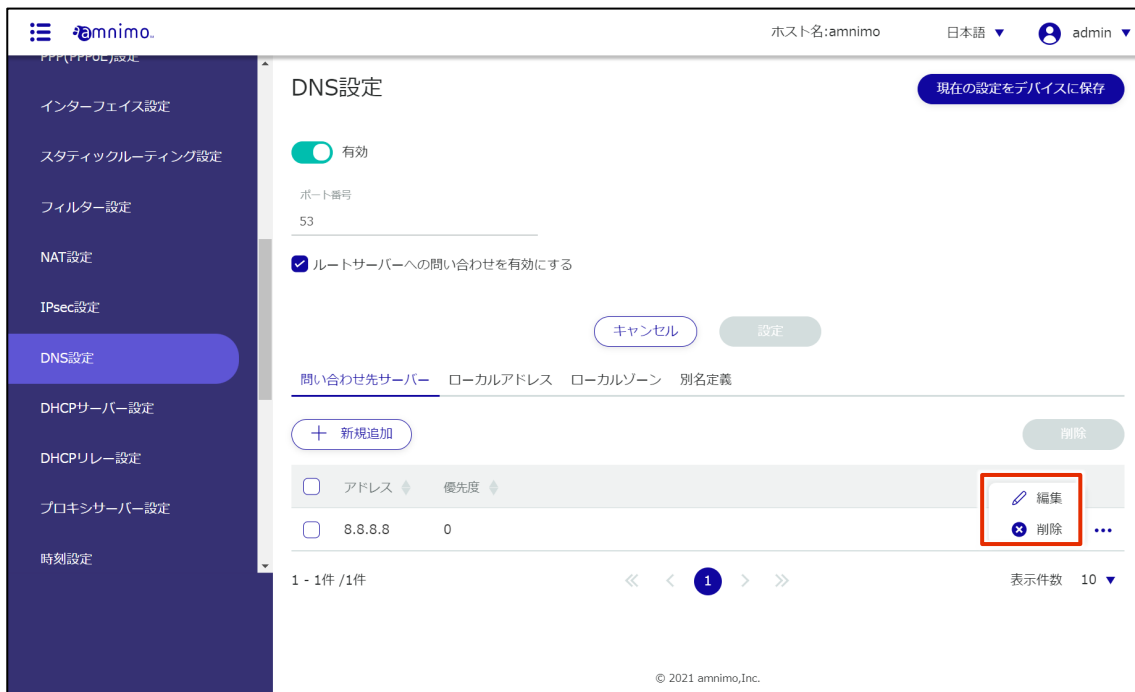 amnimo
ホスト名:amnimo
日本語
admin
PPP(PPPoE)設定
インターフェイス設定
スタティックルーティング設定
フィルター設定
NAT設定
IPsec設定
DNS設定
DHCPサーバー設定
DHCPリレー設定
プロキシサーバー設定
時刻設定
DNS設定
現在の設定をデバイスに保存
有効
ポート番号
53
ルートサーバーへの問い合わせを有効にする
キャンセル 設定
問い合わせ先サーバー ローカルアドレス ローカルゾーン 別名定義
新規追加 削除
アドレス 優先度
編集
8.8.8.8 0
削除
1 - 1件 /1件
1
表示件数 10
© 2021 amnimo,Inc.